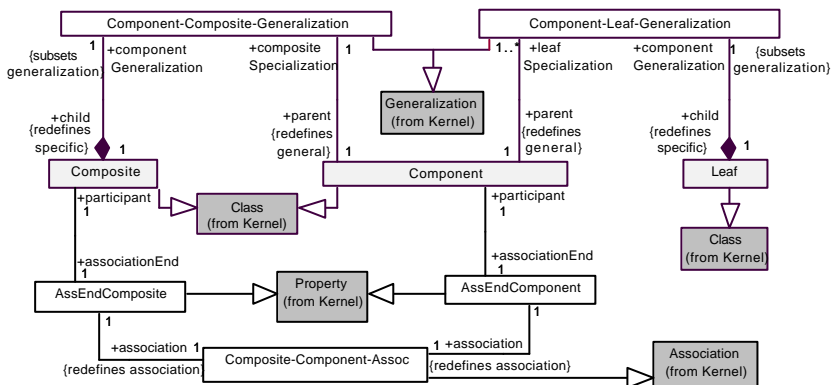 Component-Composite-Generalization
Component-Leaf-Generalization
1
+component
Generalization
{subsets
generalization}
+composite
Specialization
1
1..*
+leaf
Specialization
+component
Generalization
1
{subsets
generalization}
Generalization
(from Kernel)
+child
{redefines
specific}
1
+parent
{redefines
general}
1
+parent
{redefines
general}
1
+child
{redefines
specific}
1
Composite
Component
Leaf
+participant
1
Class
(from Kernel)
+participant
1
Class
(from Kernel)
+associationEnd
1
+associationEnd
1
Property
(from Kernel)
AssEndComposite
AssEndComponent
1
1
+association
1
{redefines association}
Composite-Component-Assoc
1
+association
{redefines association}
Association
(from Kernel)